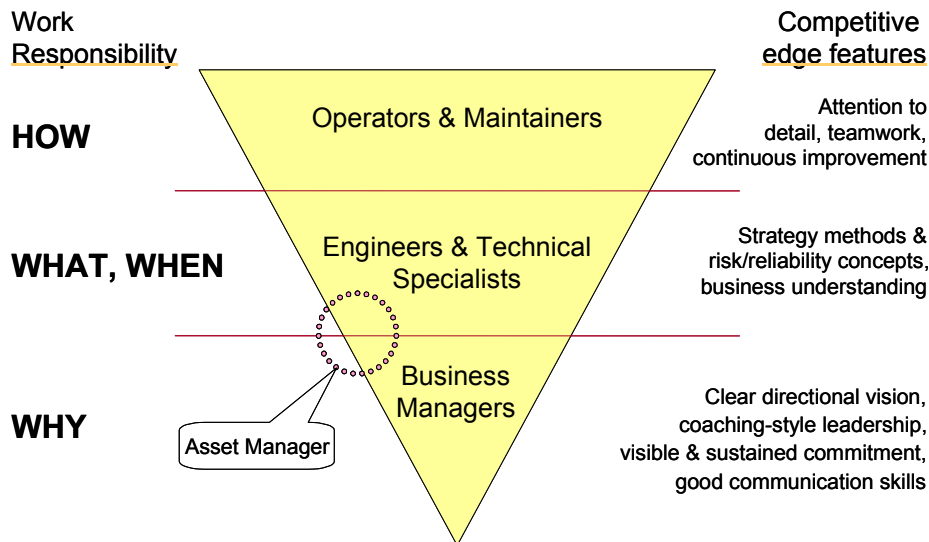 Work
Responsibility
Competitive
edge features
HOW
Operators & Maintainers
Attention to
detail, teamwork,
continuous improvement
WHAT, WHEN
Engineers & Technical
Specialists
Strategy methods &
risk/reliability concepts,
business understanding
WHY
Asset Manager
Business
Managers
Clear directional vision,
coaching-style leadership,
visible & sustained commitment,
good communication skills